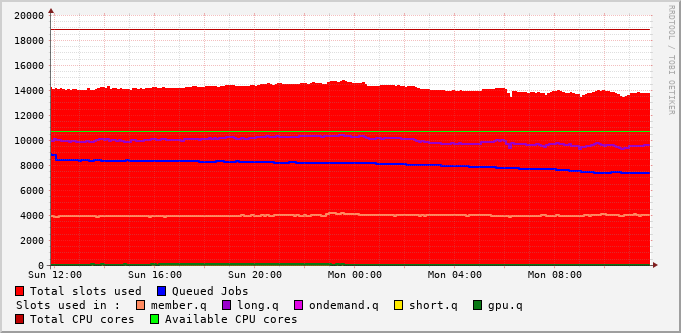 RRDTOOL / TOBI OETIKER
20000
18000
16000
14000
12000
10000
8000
6000
4000
2000
0
Sun 12:00 Sun 16:00 Sun 20:00 Mon 00:00 Mon 04:00 Mon 08:00
Total slots used Queued Jobs
Slots used in : member.q long.q ondemand.q short.q gpu.q
Total CPU cores Available CPU cores